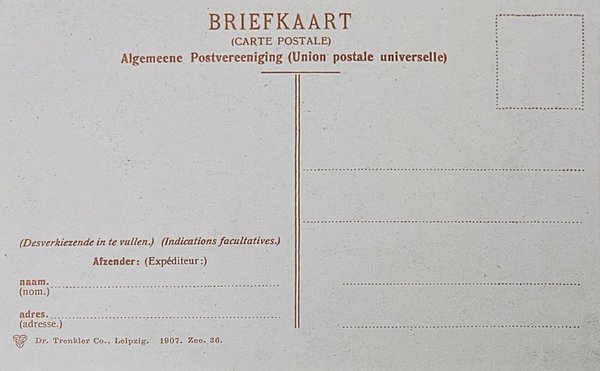 BRIEFKAART
(CARTE POSTALE)
Algemeene Postvereeniging (Union postale universelle)
(Desverkiezende in te vullen.) (Indications facultatives.)
Afzender: (Expéditeur:)
naam.
(nom.)
adres.
(adresse.)
Dr. Trenkler Co., Leipzig. 1907. Zee. 36.